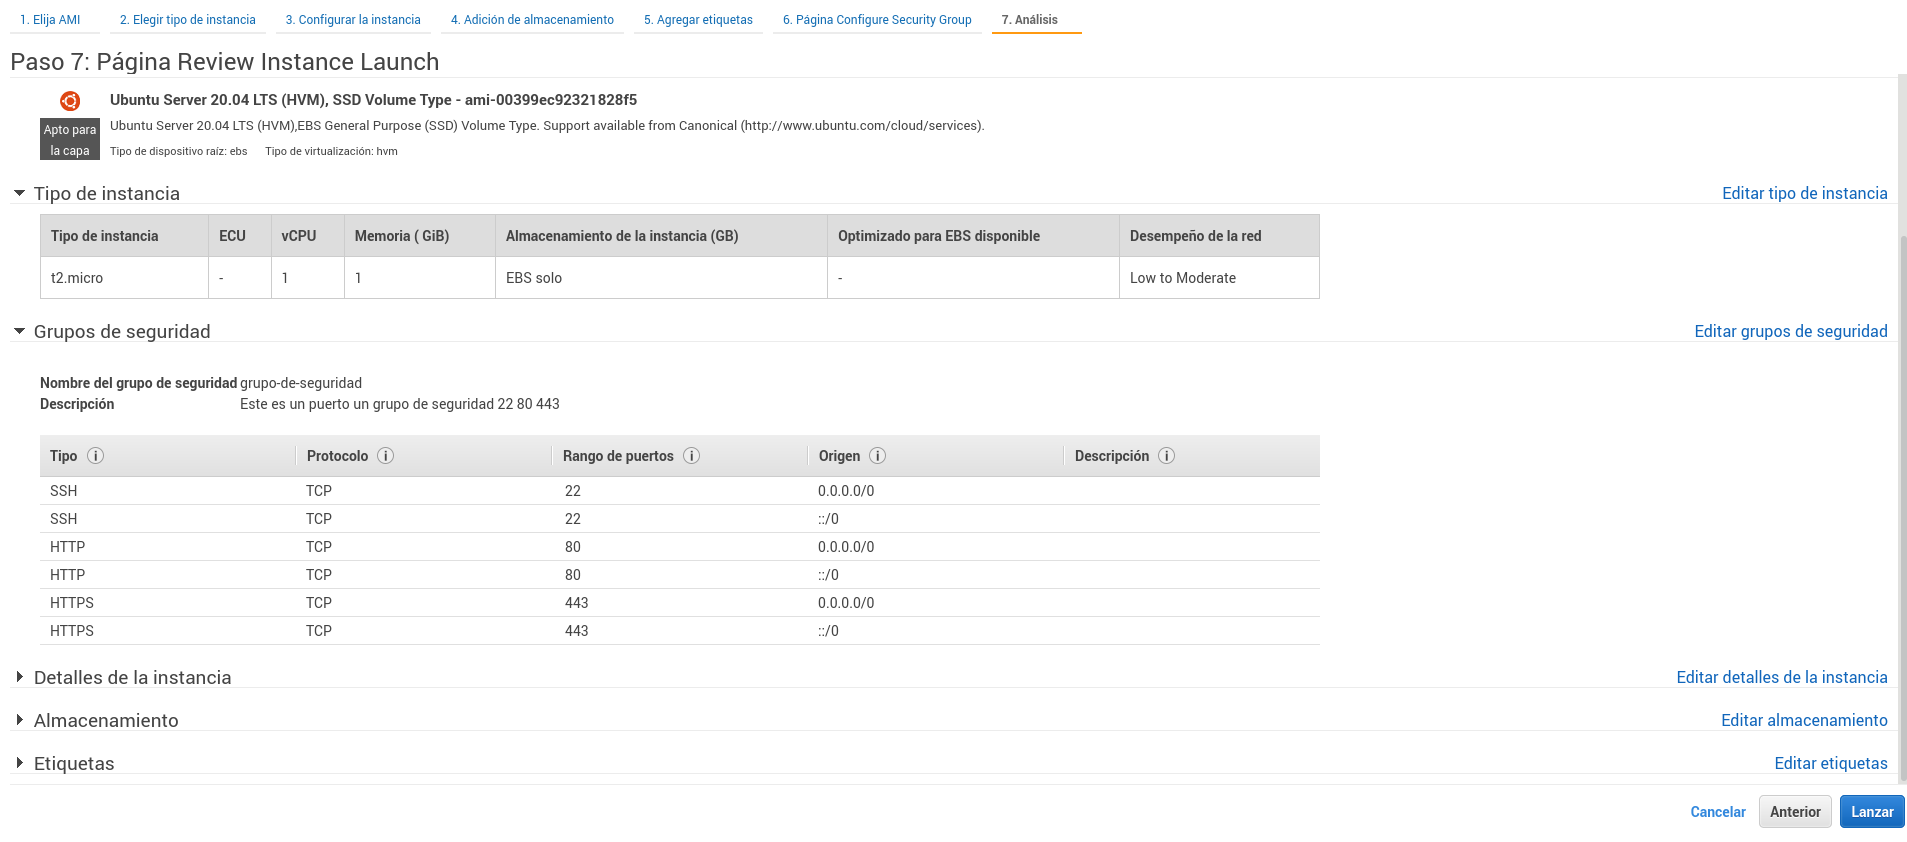 1. Elija AMI 2. Elegir tipo de instancia 3. Configurar la instancia 4. Adición de almacenamiento 5. Agregar etiquetas 6. Página Configure Security Group 7. Análisis
Paso 7: Página Review Instance Launch
Ubuntu Server 20.04 LTS (HVM), SSD Volume Type - ami-00399ec92321828f5
Apto para
la capa
Ubuntu Server 20.04 LTS (HVM),EBS General Purpose (SSD) Volume Type. Support available from Canonical (http://www.ubuntu.com/cloud/services).
Tipo de dispositivo raíz: ebs Tipo de virtualización: hvm
Tipo de instancia Editar tipo de instancia
Tipo de instancia ECU vCPU Memoria ( GiB) Almacenamiento de la instancia (GB) Optimizado para EBS disponible Desempeño de la red
t2.micro - 1 1 EBS solo - Low to Moderate
Grupos de seguridad Editar grupos de seguridad
Nombre del grupo de seguridad grupo-de-seguridad
Descripción Este es un puerto un grupo de seguridad 22 80 443
Tipo i Protocolo i Rango de puertos i Origen i Descripción i
SSH TCP 22 0.0.0.0/0
SSH TCP 22 ::/0
HTTP TCP 80 0.0.0.0/0
HTTP TCP 80 ::/0
HTTPS TCP 443 0.0.0.0/0
HTTPS TCP 443 ::/0
Detalles de la instancia Editar detalles de la instancia
Almacenamiento Editar almacenamiento
Etiquetas Editar etiquetas
Cancelar Anterior Lanzar